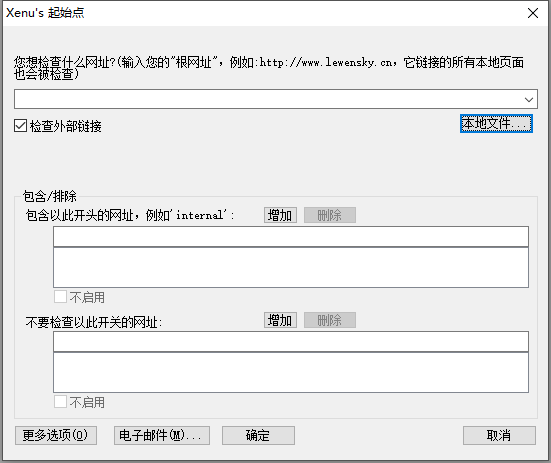 Xenu's 起始点
您想检查什么网址?(输入您的"根网址", 例如:http://www.lewensky.cn, 它链接的所有本地页面
也会被检查)
检查外部链接
本地文件...
包含/排除
包含以此开头的网址, 例如'internal':
增加
删除
不启用
不要检查以此开关的网址:
增加
删除
不启用
更多选项(O)
电子邮件(M)...
确定
取消